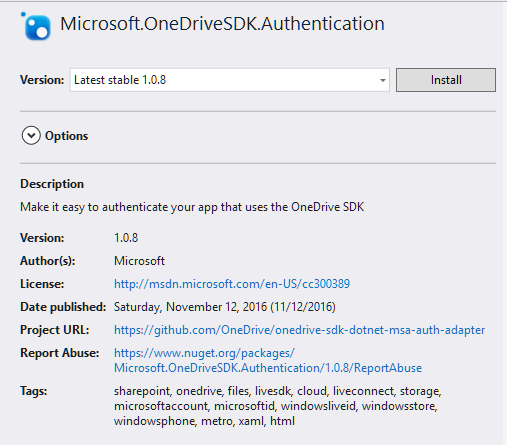 Microsoft.OneDriveSDK.Authentication
Version: Latest stable 1.0.8 Install
Options
Description
Make it easy to authenticate your app that uses the OneDrive SDK
Version: 1.0.8
Author(s): Microsoft
License: http://msdn.microsoft.com/en-US/cc300389
Date published: Saturday, November 12, 2016 (11/12/2016)
Project URL: https://github.com/OneDrive/onedrive-sdk-dotnet-msa-auth-adapter
Report Abuse: https://www.nuget.org/packages/
Microsoft.OneDriveSDK.Authentication/1.0.8/ReportAbuse
Tags: sharepoint, onedrive, files, livesdk, cloud, liveconnect, storage,
microsoftaccount, microsoftid, windowsliveid, windowsstore,
windowsphone, metro, xaml, html